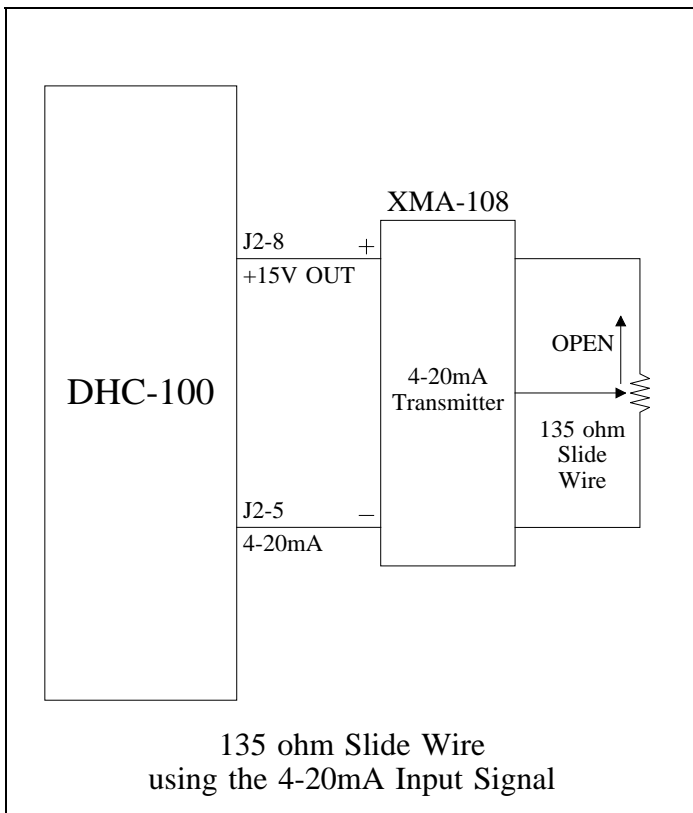 XMA-108
J2-8
+
+15V OUT
OPEN
DHC-100
4-20mA
Transmitter
135 ohm
Slide
Wire
J2-5
–
4-20mA
135 ohm Slide Wire
using the 4-20mA Input Signal